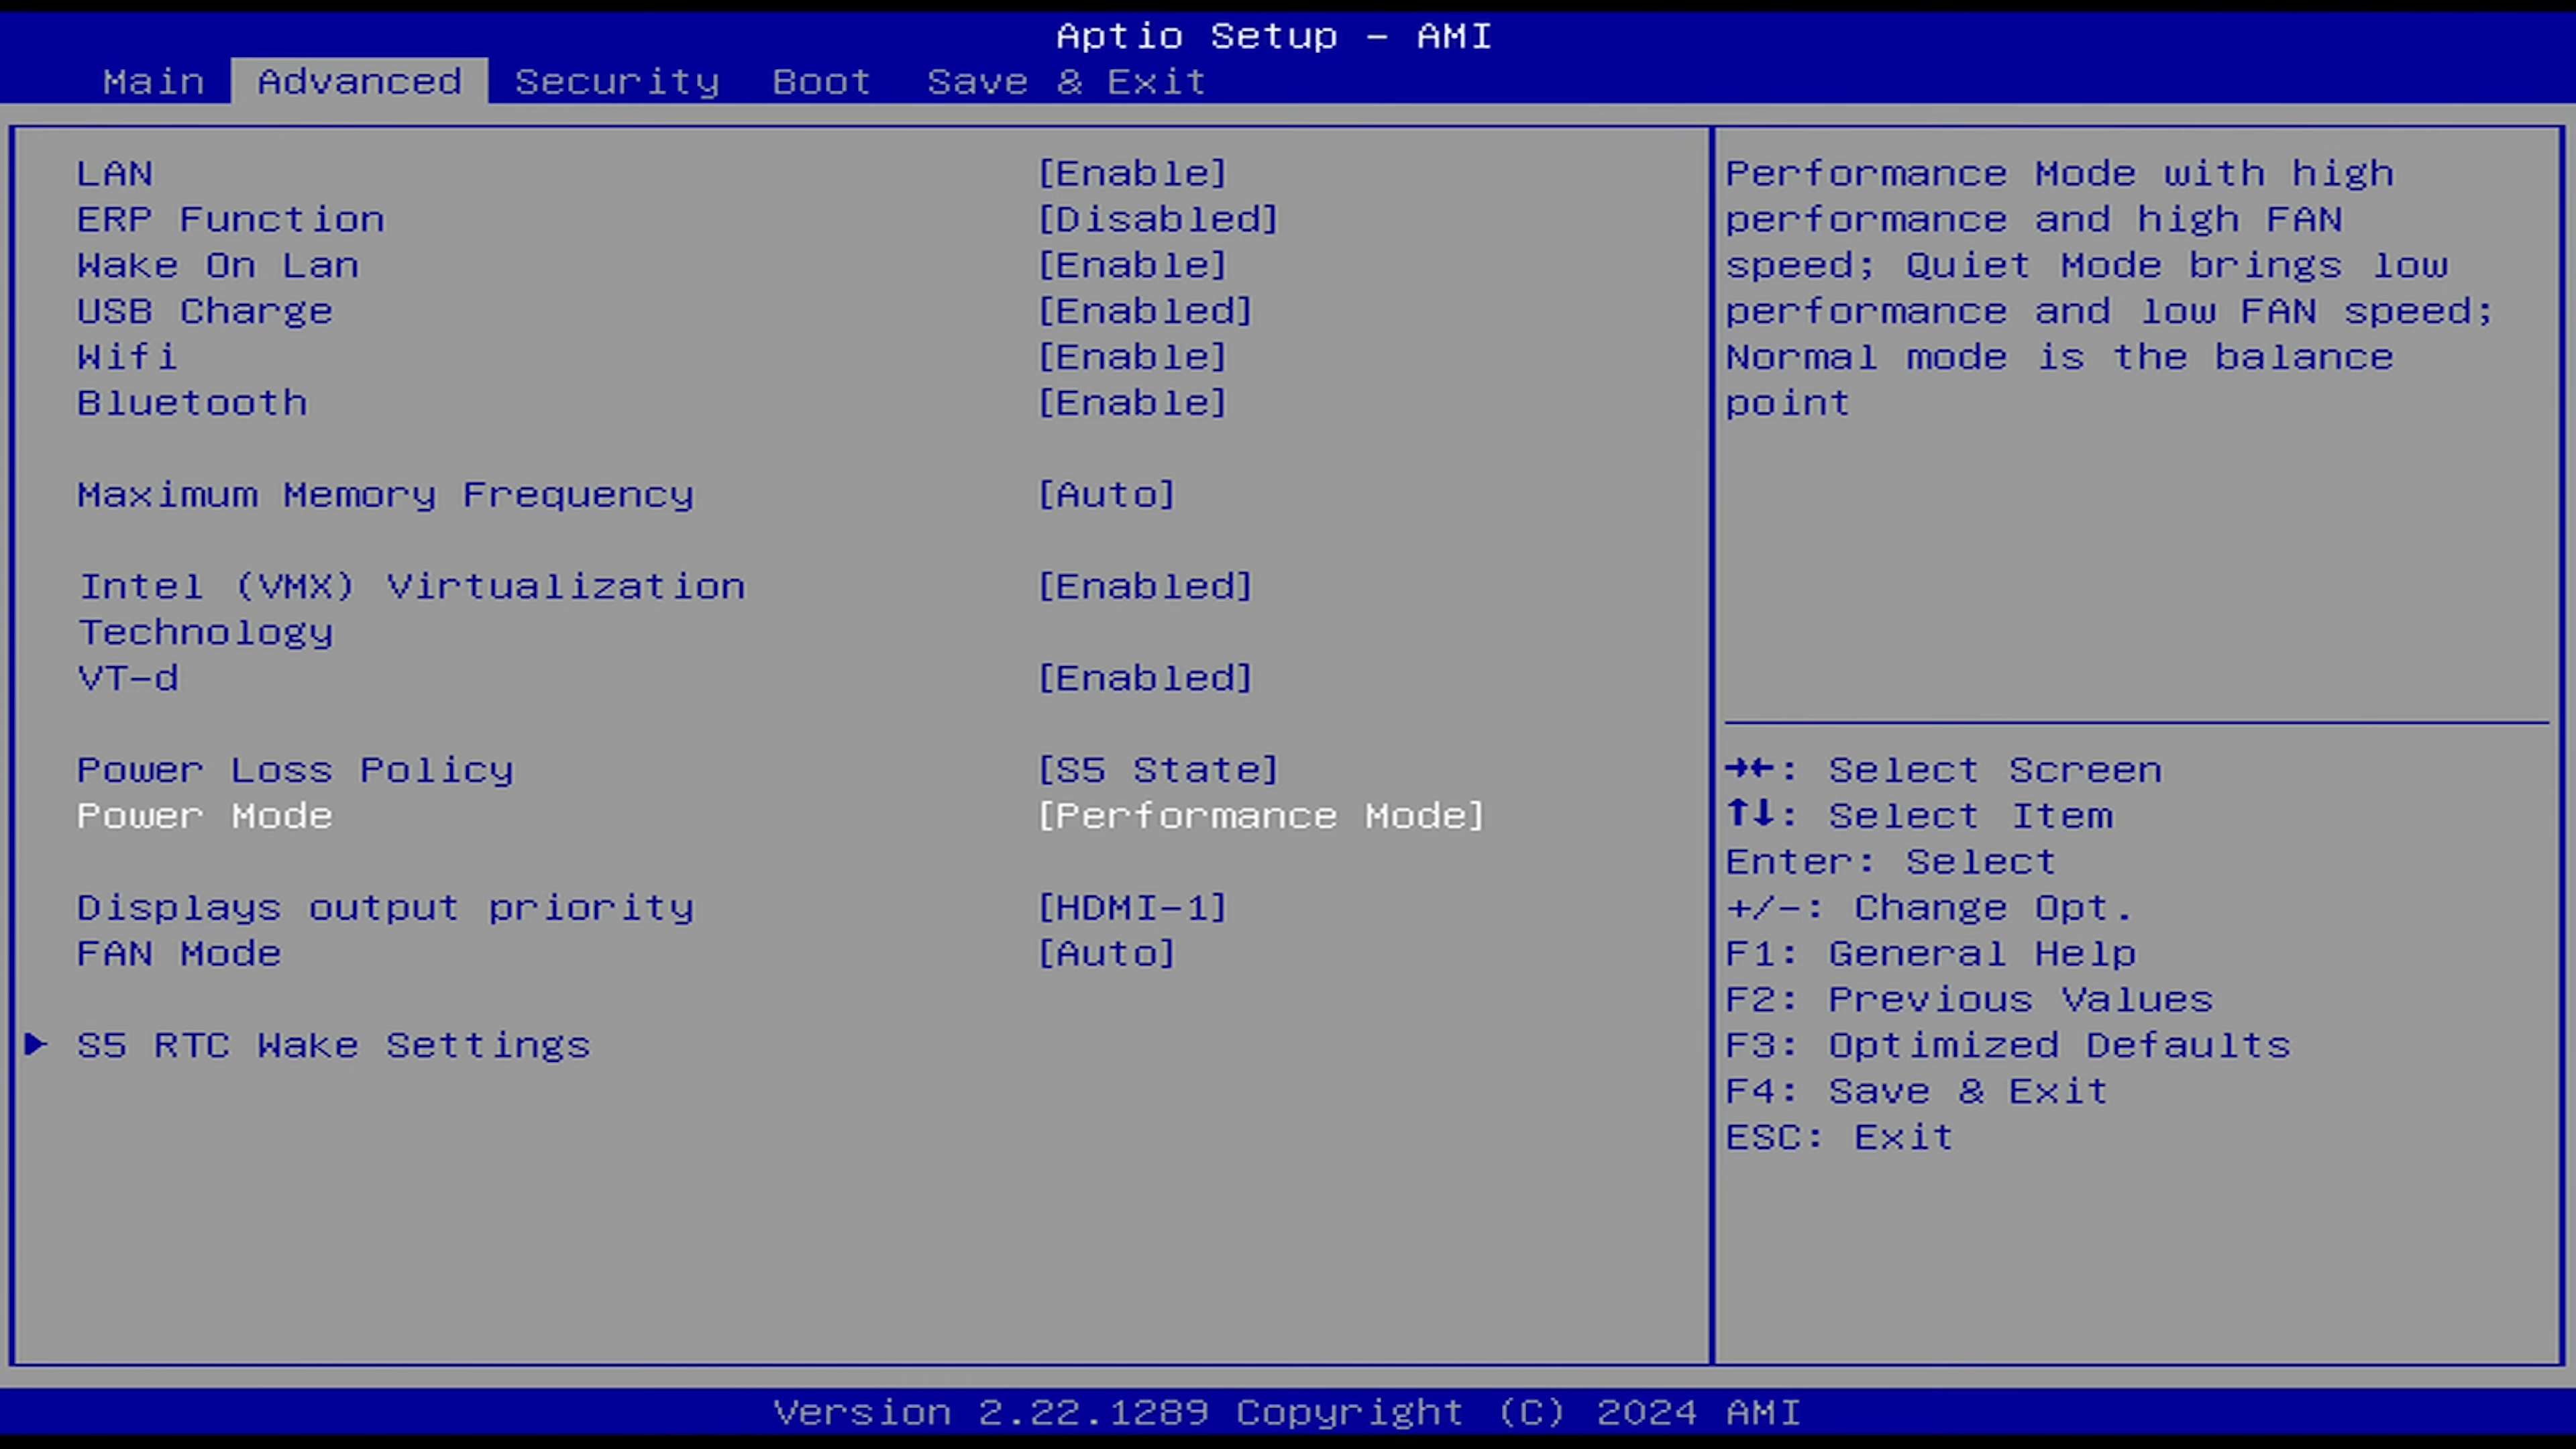 Aptio Setup - AMI
Main Advanced Security Boot Save & Exit
LAN [Enable]
ERP Function [Disabled]
Wake On Lan [Enable]
USB Charge [Enabled]
Wifi [Enable]
Bluetooth [Enable]
Maximum Memory Frequency [Auto]
Intel (VMX) Virtualization [Enabled]
Technology
VT-d [Enabled]
Power Loss Policy [S5 State]
Power Mode [Performance Mode]
Displays output priority [HDMI-1]
FAN Mode [Auto]
▶ S5 RTC Wake Settings
Performance Mode with high
performance and high FAN
speed; Quiet Mode brings low
performance and low FAN speed;
Normal mode is the balance
point
→←: Select Screen
↑↓: Select Item
Enter: Select
+/-: Change Opt.
F1: General Help
F2: Previous Values
F3: Optimized Defaults
F4: Save & Exit
ESC: Exit
Version 2.22.1289 Copyright (C) 2024 AMI